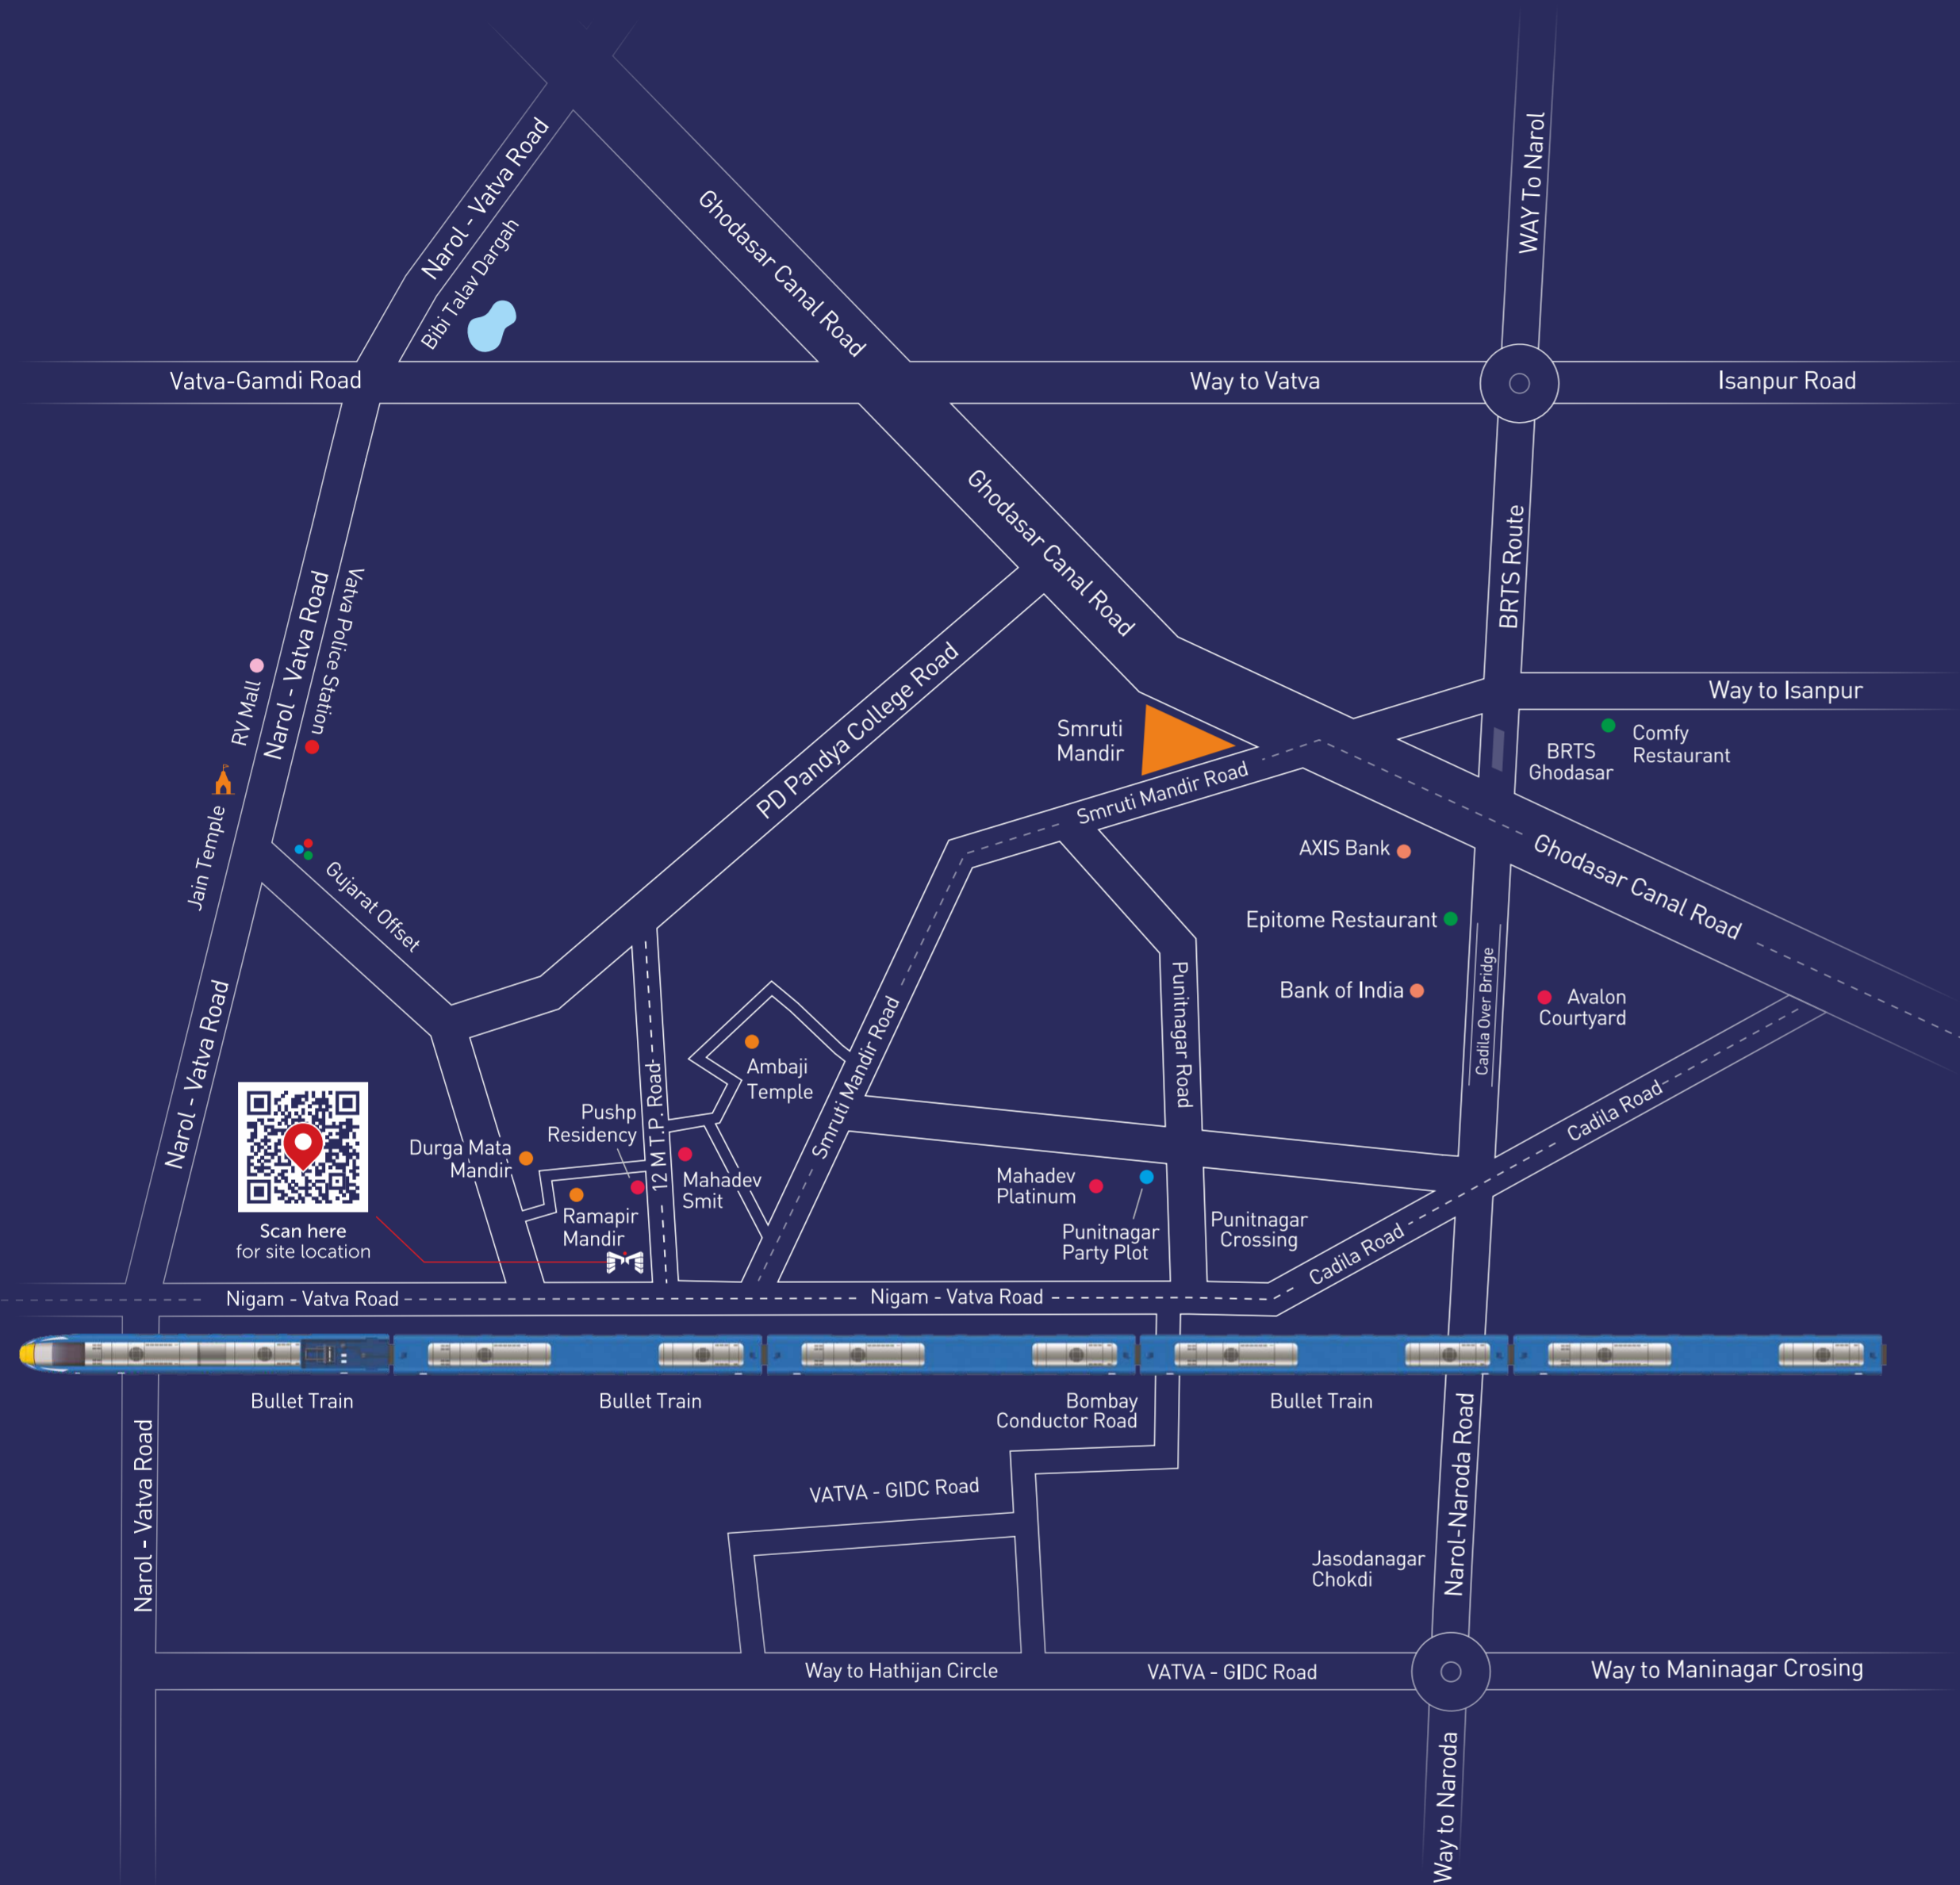 Narol - Vatva Road
Bibi Talav Dargah
Ghodasar Canal Road
WAY To Narol
Vatva-Gamdi Road
Way to Vatva
Isanpur Road
Ghodasar Canal Road
BRTS Route
Narol - Vatva Road
Vatva Police Station
RV Mall
Jain Temple
Gujarat Offset
PD Pandya College Road
Smruti
Mandir
Smruti Mandir Road
Way to Isanpur
Comfy
Restaurant
BRTS
Ghodasar
AXIS Bank
Ghodasar Canal Road
Epitome Restaurant
Bank of India
Cadila Over Bridge
Avalon
Courtyard
Punitnagar Road
Narol - Vatva Road
Ambaji
Temple
Smruti Mandir Road
12 M T.P. Road
Pushp
Residency
Durga Mata
Mandir
Mahadev
Smit
Ramapir
Mandir
Mahadev
Platinum
Punitnagar
Party Plot
Punitnagar
Crossing
Cadila Road
Cadila Road
Scan here
for site location
Nigam - Vatva Road
Nigam - Vatva Road
Bullet Train
Bullet Train
Bombay
Conductor Road
Bullet Train
Narol - Vatva Road
VATVA - GIDC Road
Narol-Naroda Road
Jasodanagar
Chokdi
Way to Hathijan Circle
VATVA - GIDC Road
Way to Maninagar Crosing
Way to Naroda